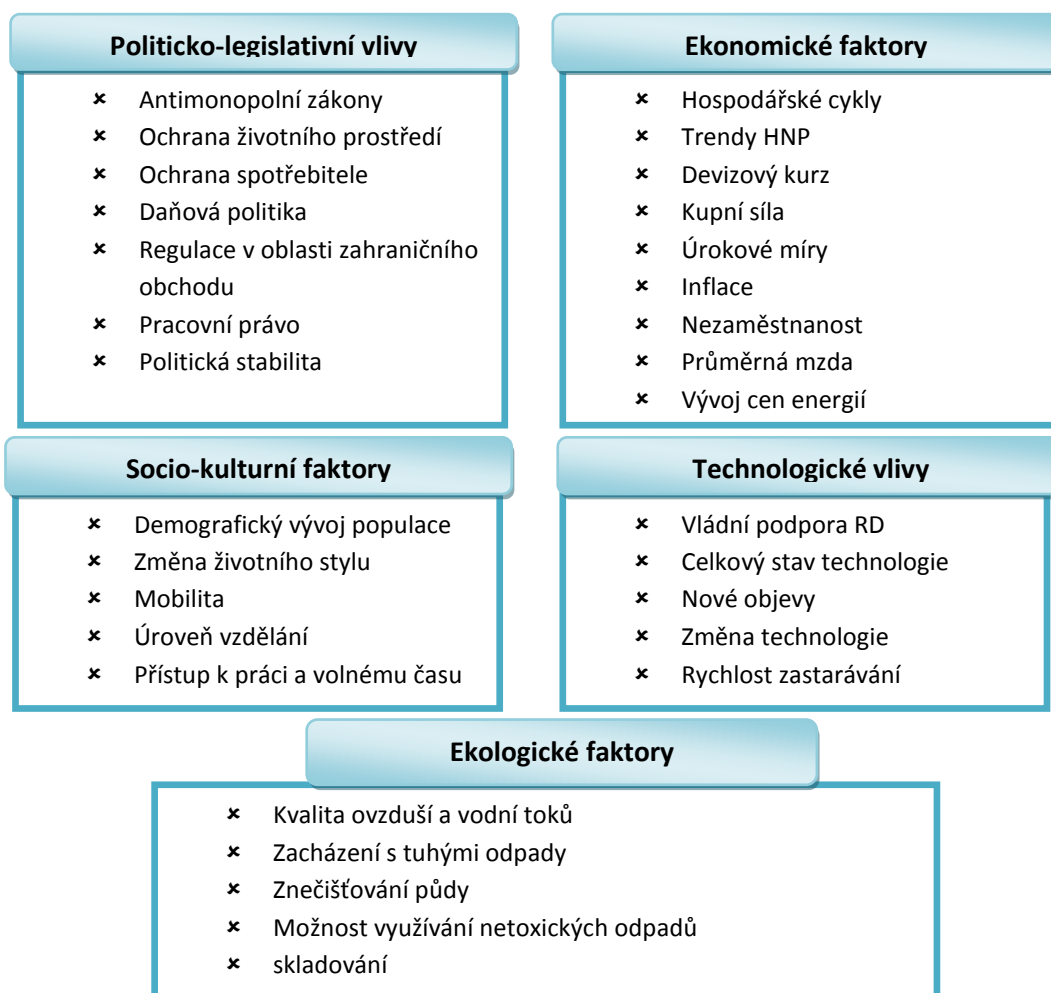 Politicko-legislativní vlivy
× Antimonopolní zákony
× Ochrana životního prostředí
× Ochrana spotřebitele
× Daňová politika
× Regulace v oblasti zahraničního
obchodu
× Pracovní právo
× Politická stabilita
Ekonomické faktory
× Hospodářské cykly
× Trendy HNP
× Devizový kurz
× Kupní síla
× Úrokové míry
× Inflace
× Nezaměstnanost
× Průměrná mzda
× Vývoj cen energií
Socio-kulturní faktory
× Demografický vývoj populace
× Změna životního stylu
× Mobilita
× Úroveň vzdělání
× Přístup k práci a volnému času
Technologické vlivy
× Vládní podpora RD
× Celkový stav technologie
× Nové objevy
× Změna technologie
× Rychlost zastarávání
Ekologické faktory
× Kvalita ovzduší a vodní toků
× Zacházení s tuhými odpady
× Znečišťování půdy
× Možnost využívání netoxických odpadů
× skladování